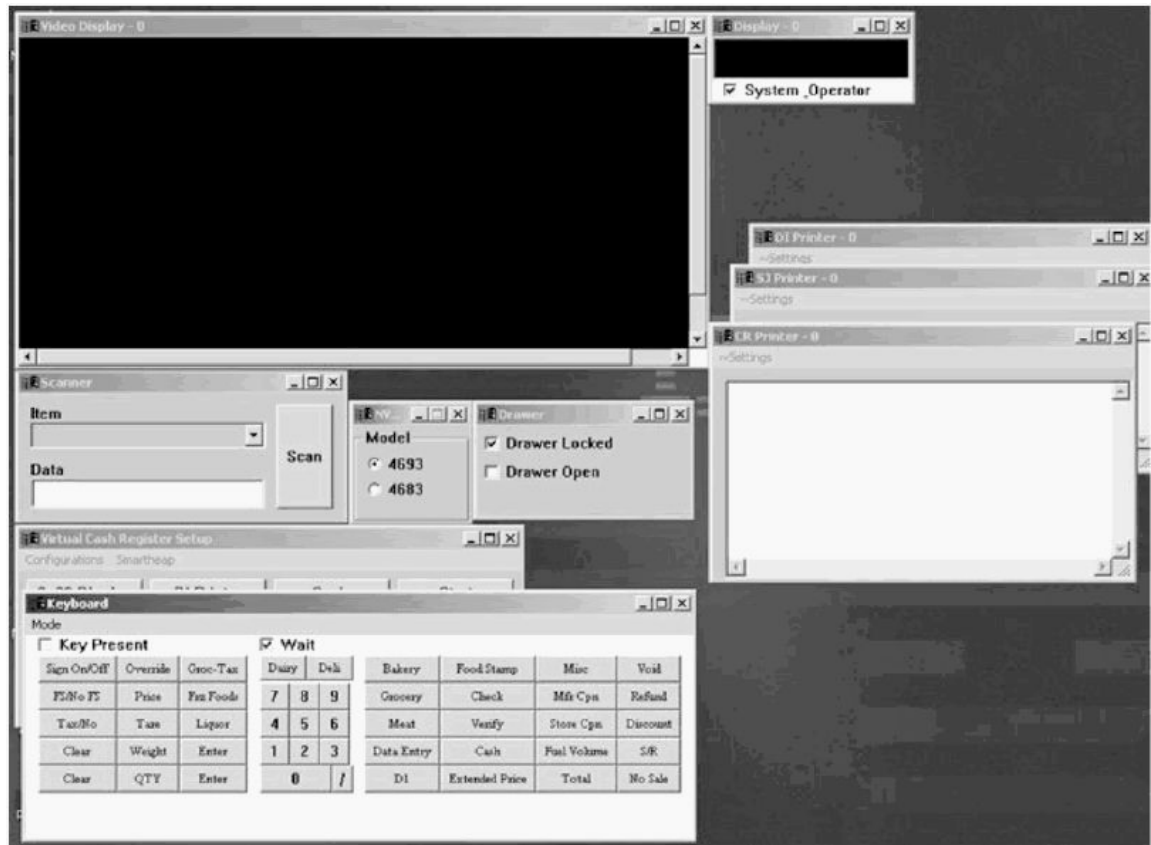 Video Display - 0
Display - 0
System _Operator
DI Printer - 0
~Settings
SJ Printer - 0
~Settings
CR Printer - 0
~Settings
Scanner
Item
Data
Scan
NV...
Model
4693
4683
Drawer
Drawer Locked
Drawer Open
Virtual Cash Register Setup
Configurations Smartheap
Keyboard
Mode
Key Present Wait
Sign On/Off Override Groc-Tax Dairy Deli Bakery Food Stamp Misc Void
FS/No FS Price Frz Foods 7 8 9 Grocery Check Mfr Cpn Refund
Tax/No Tare Liquor 4 5 6 Meat Verify Store Cpn Discount
Clear Weight Enter 1 2 3 Data Entry Cash Fuel Volume S/R
Clear QTY Enter 0 / D1 Extended Price Total No Sale